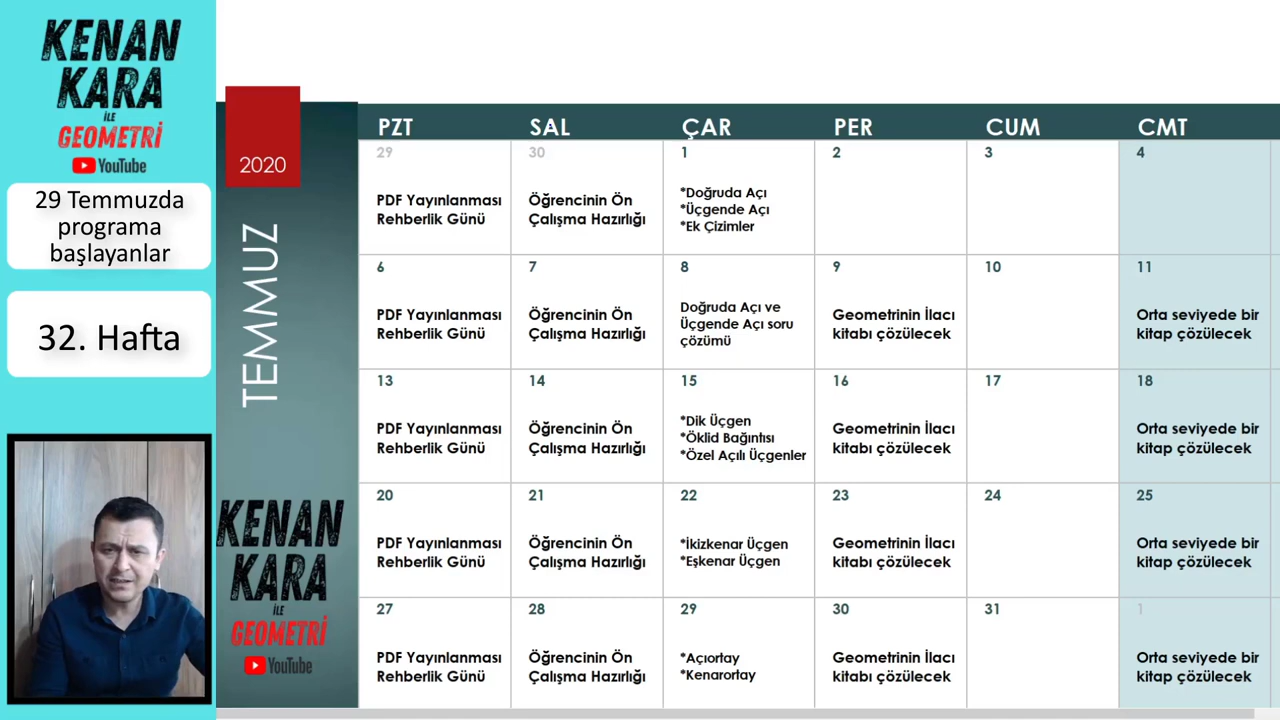 KENAN
KARA
İLE
GEOMETRİ
YouTube
29 Temmuzda
programa
başlayanlar
32. Hafta
2020
TEMMUZ
KENAN
KARA
İLE
GEOMETRİ
YouTube
PZT SAL ÇAR PER CUM CMT
29 30 1 2 3 4
PDF Yayınlanması
Rehberlik Günü
Öğrencinin Ön
Çalışma Hazırlığı
*Doğruda Açı
*Üçgende Açı
*Ek Çizimler
6 7 8 9 10 11
PDF Yayınlanması
Rehberlik Günü
Öğrencinin Ön
Çalışma Hazırlığı
Doğruda Açı ve
Üçgende Açı soru
çözümü
Geometrinin İlacı
kitabı çözülecek
Orta seviyede bir
kitap çözülecek
13 14 15 16 17 18
PDF Yayınlanması
Rehberlik Günü
Öğrencinin Ön
Çalışma Hazırlığı
*Dik Üçgen
*Öklid Bağıntısı
*Özel Açılı Üçgenler
Geometrinin İlacı
kitabı çözülecek
Orta seviyede bir
kitap çözülecek
20 21 22 23 24 25
PDF Yayınlanması
Rehberlik Günü
Öğrencinin Ön
Çalışma Hazırlığı
*İkizkenar Üçgen
*Eşkenar Üçgen
Geometrinin İlacı
kitabı çözülecek
Orta seviyede bir
kitap çözülecek
27 28 29 30 31 1
PDF Yayınlanması
Rehberlik Günü
Öğrencinin Ön
Çalışma Hazırlığı
*Açıortay
*Kenarortay
Geometrinin İlacı
kitabı çözülecek
Orta seviyede bir
kitap çözülecek